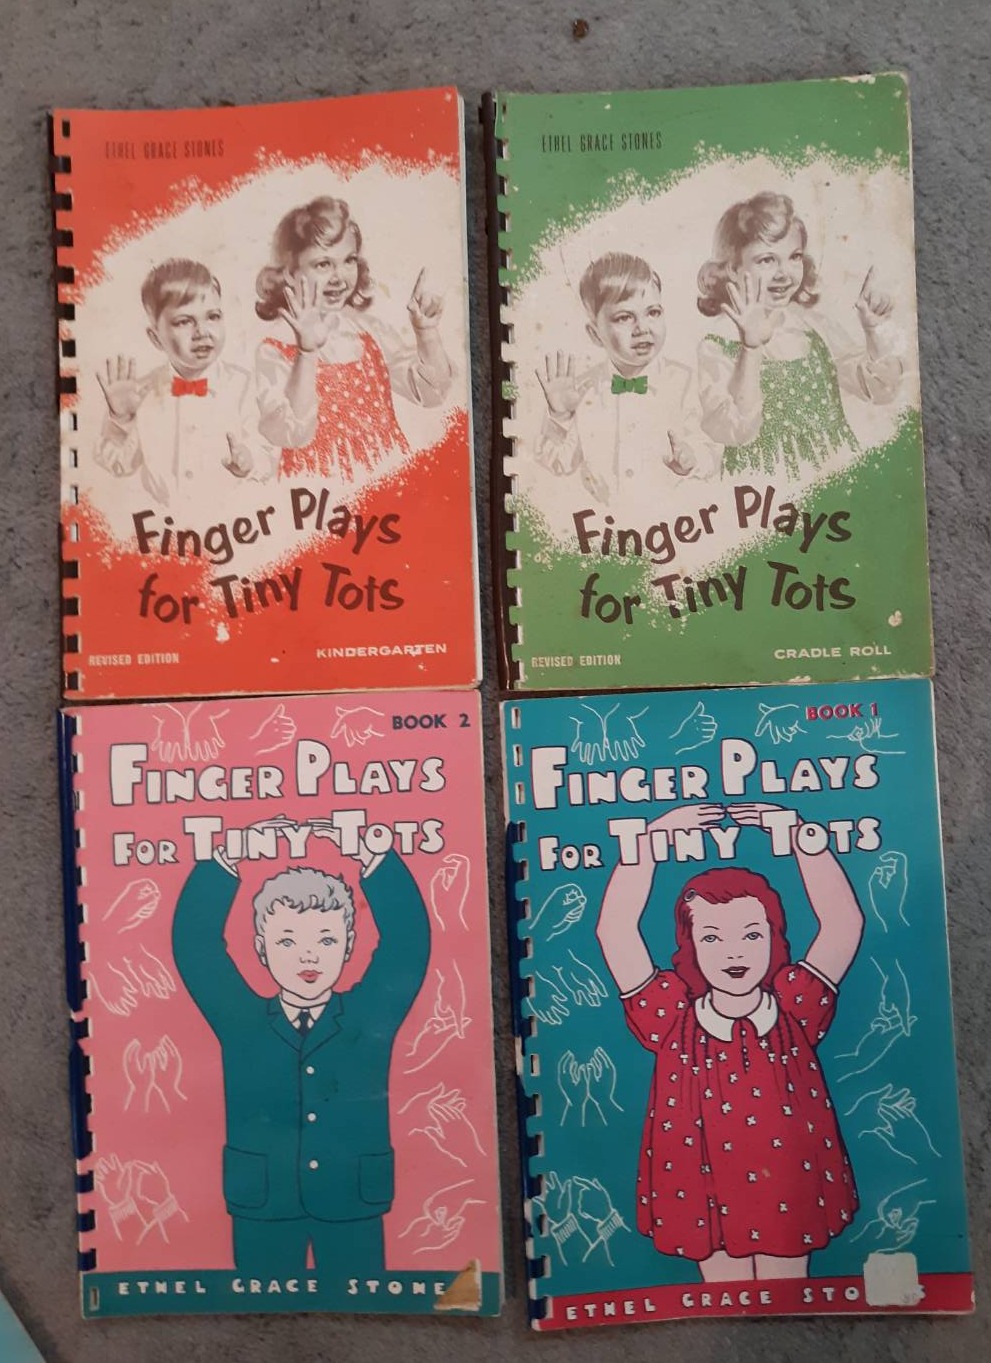 ETHEL GRACE STONES
Finger Plays
for Tiny Tots
REVISED EDITION
KINDERGARTEN
ETHEL GRACE STONES
Finger Plays
for Tiny Tots
REVISED EDITION
CRADLE ROLL
BOOK 2
FINGER PLAYS
FOR TINY TOTS
ETHEL GRACE STONE
BOOK 1
FINGER PLAYS
FOR TINY TOTS
ETHEL GRACE STO S